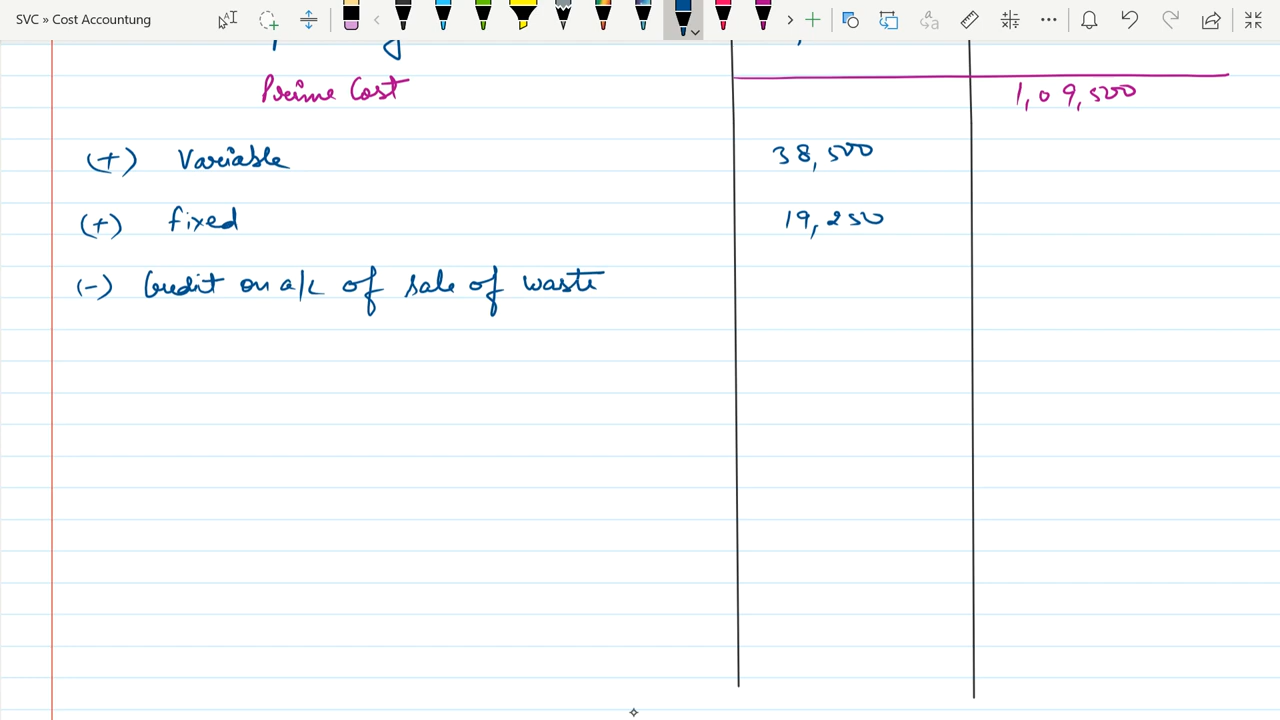 SVC » Cost Accountung
Prime Cost 1,09,500
(+) Variable 38,500
(+) fixed 19,250
(-) Credit on a/c of sale of waste